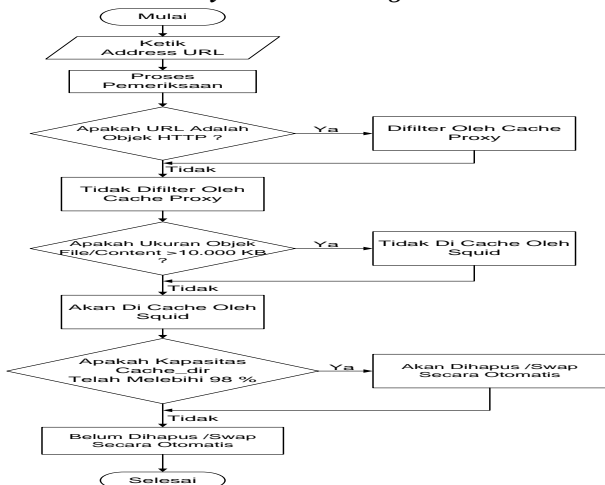 Mulai
Ketik
Address URL
Proses
Pemeriksaan
Apakah URL Adalah
Objek HTTP ?
Ya
Difilter Oleh Cache
Proxy
Tidak
Tidak Difilter Oleh
Cache Proxy
Apakah Ukuran Objek
File/Content >10.000 KB
?
Ya
Tidak Di Cache Oleh
Squid
Tidak
Akan Di Cache Oleh
Squid
Apakah Kapasitas
Cache_dir
Telah Melebihi 98 %
Ya
Akan Dihapus /Swap
Secara Otomatis
Tidak
Belum Dihapus /Swap
Secara Otomatis
Selesai